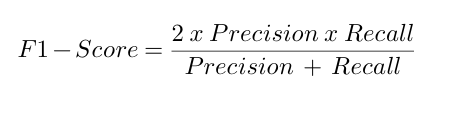 F1 – Score = 2 x Precision x Recall / Precision + Recall